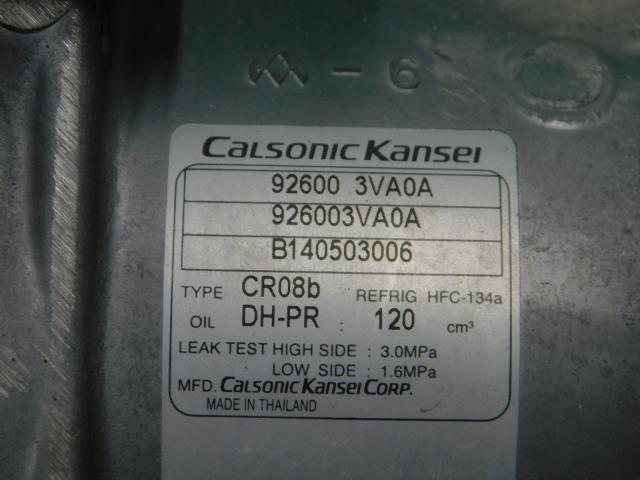 - 6
Calsonic Kansei
92600 3VA0A
926003VA0A
B140503006
TYPE CR08b REFRIG HFC-134a
OIL DH-PR : 120 cm³
LEAK TEST HIGH SIDE : 3.0MPa
LOW SIDE : 1.6MPa
MFD. Calsonic Kansei Corp.
MADE IN THAILAND